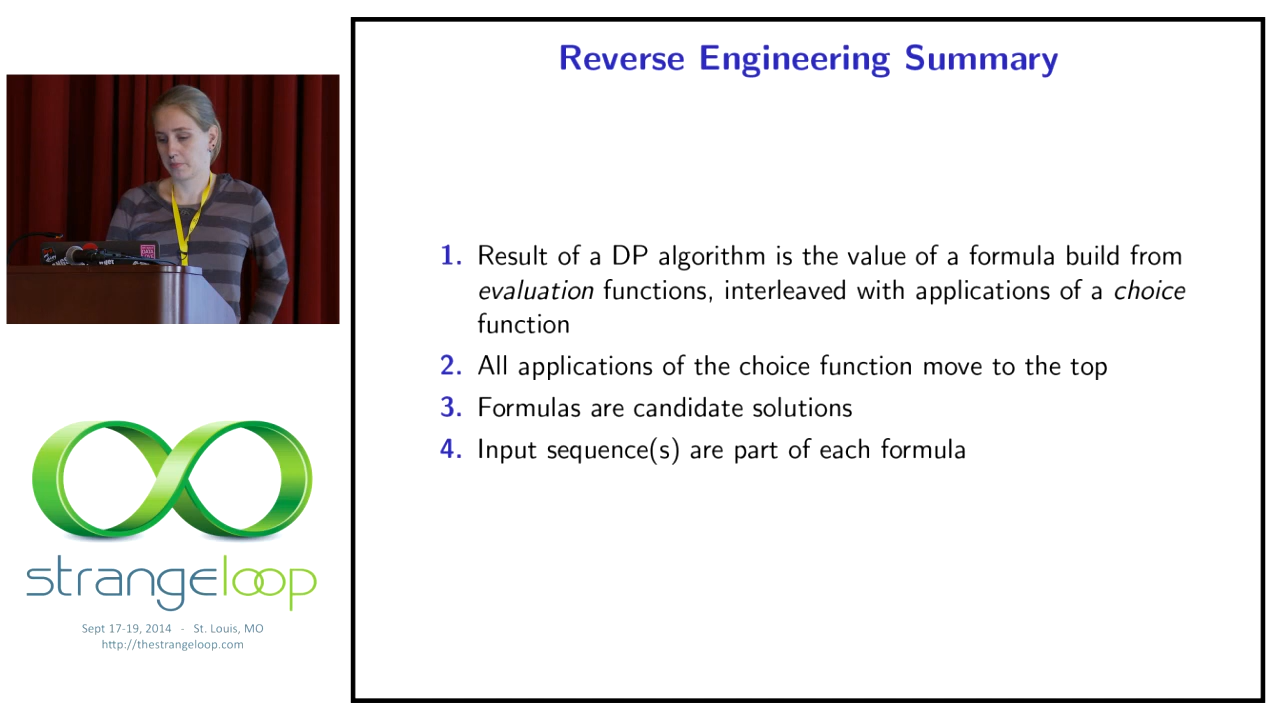 Reverse Engineering Summary
1. Result of a DP algorithm is the value of a formula build from
evaluation functions, interleaved with applications of a choice
function
2. All applications of the choice function move to the top
3. Formulas are candidate solutions
4. Input sequence(s) are part of each formula
strangeloop
Sept 17-19, 2014 - St. Louis, MO
http://thestrangeloop.com